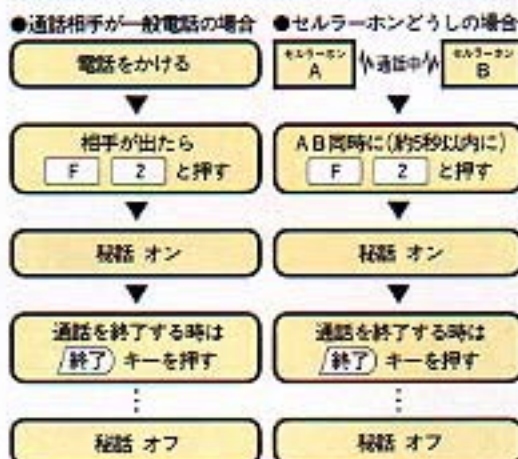 ●通話相手が一般電話の場合
電話をかける
▼
相手が出たら
F 2 と押す
▼
秘話 オン
▼
通話を終了する時は
終了 キーを押す
⋮
秘話 オフ
●セルラーホンどうしの場合
セルラーホン
A
通話中
セルラーホン
B
▼
AB同時に(約5秒以内に)
F 2 と押す
▼
秘話 オン
▼
通話を終了する時は
終了 キーを押す
⋮
秘話 オフ